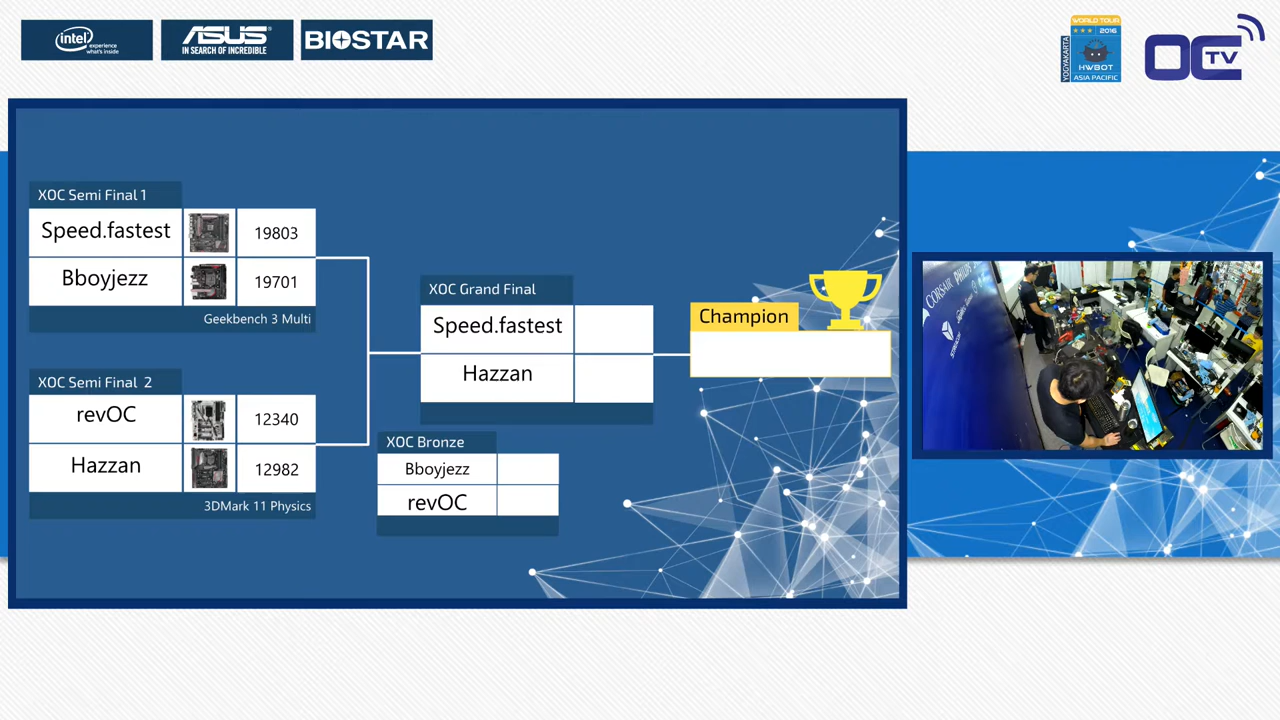 intel experience what's inside
ASUS IN SEARCH OF INCREDIBLE
BIOSTAR
WORLD TOUR
2016
YOGYAKARTA
HWBOT
ASIA PACIFIC
OC TV
XOC Semi Final 1
Speed.fastest 19803
Bboyjezz 19701
Geekbench 3 Multi
XOC Semi Final 2
revOC 12340
Hazzan 12982
3DMark 11 Physics
XOC Grand Final
Speed.fastest
Hazzan
XOC Bronze
Bboyjezz
revOC
Champion
CORSAIR